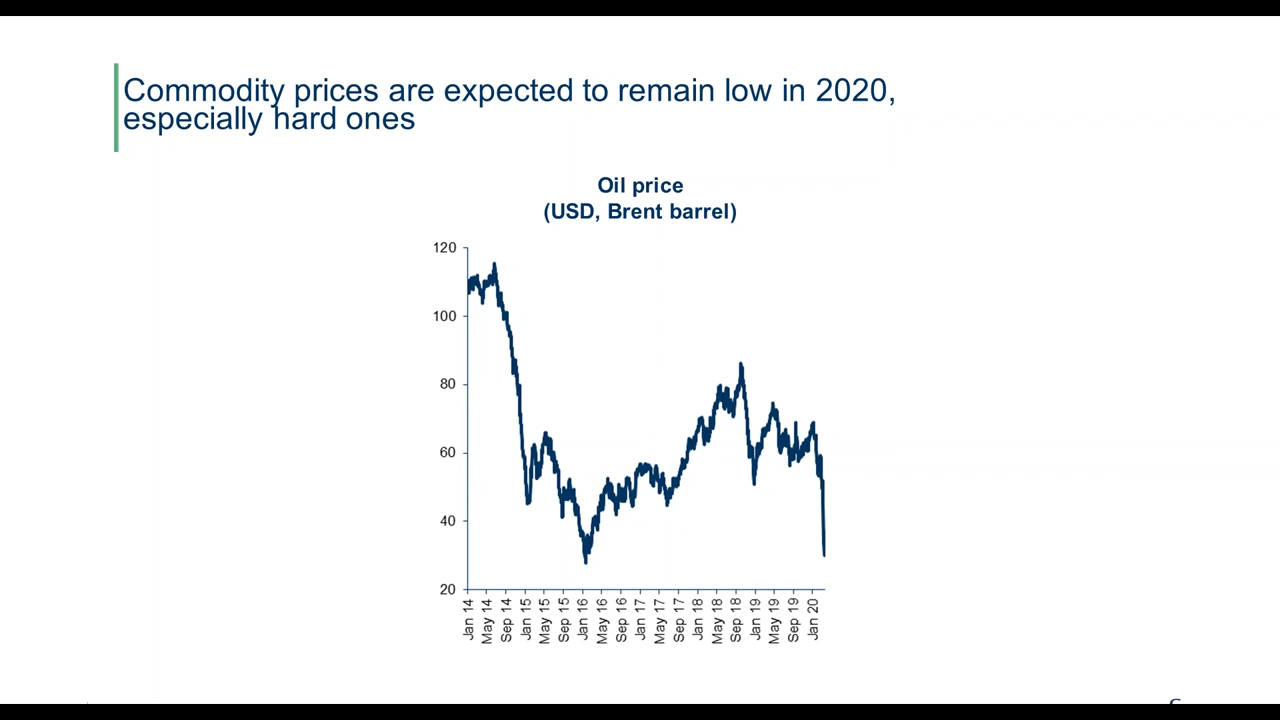 Commodity prices are expected to remain low in 2020,
especially hard ones
Oil price
(USD, Brent barrel)
120
100
80
60
40
20
Jan 14
May 14
Sep 14
Jan 15
May 15
Sep 15
Jan 16
May 16
Sep 16
Jan 17
May 17
Sep 17
Jan 18
May 18
Sep 18
Jan 19
May 19
Sep 19
Jan 20